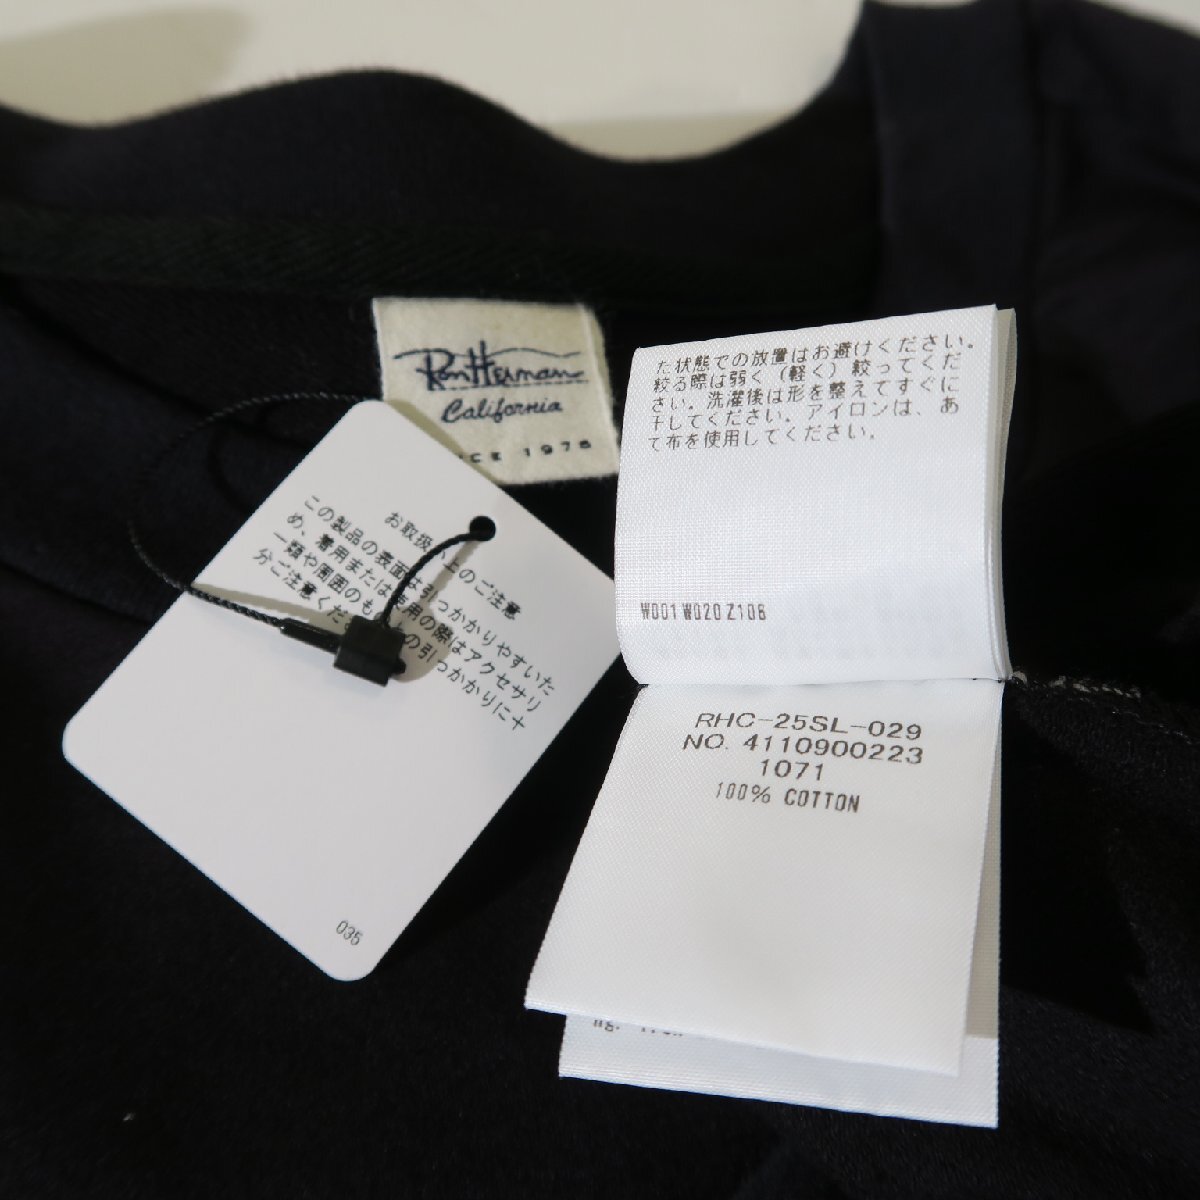 Ron Herman
California
1976
お取扱い上のご注意
この製品の表面は引っかかりやすいた
め、着用または使用の際はアクセサリ
ー類や周囲のも の引っかかりに十
分ご注意くだ
035
た状態での放置はお避けください。
絞る際は弱く（軽く）絞ってくだ
さい。洗濯後は形を整えてすぐに
干してください。アイロンは、あ
て布を使用してください。
W001 W020 Z106
RHC-25SL-029
NO. 4110900223
1071
100% COTTON